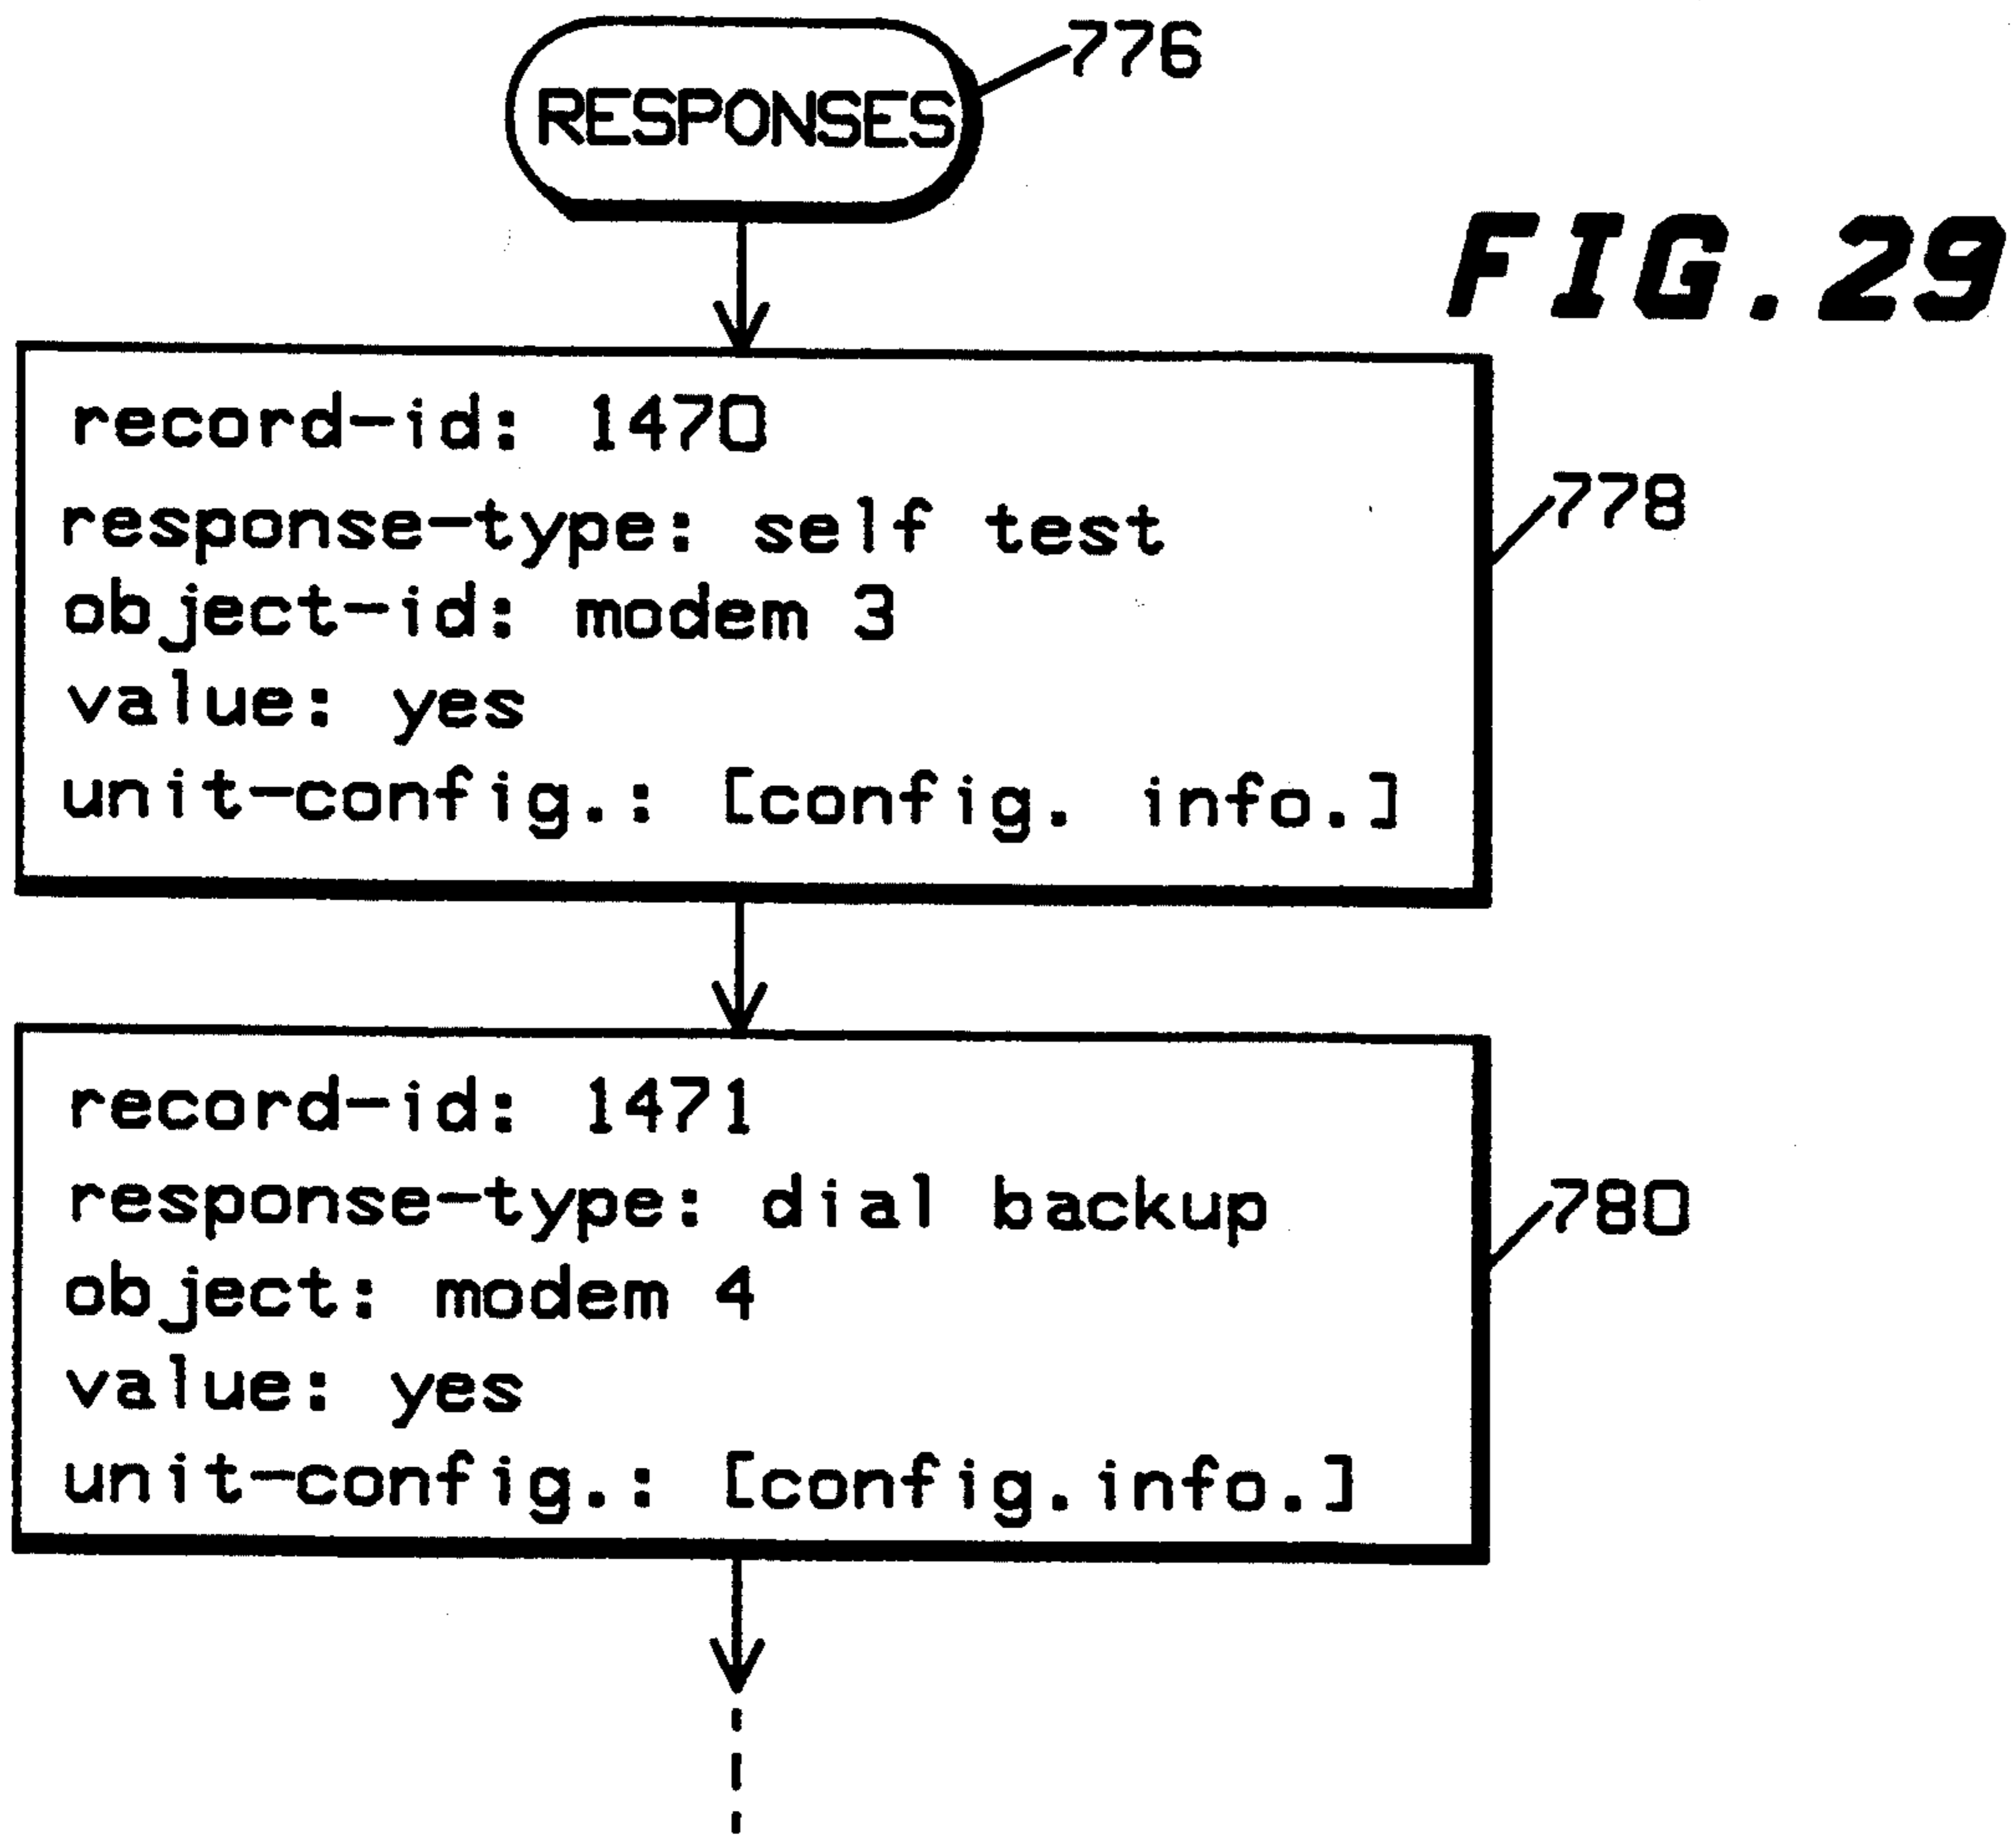 776
RESPONSES
FIG. 29
record-id: 1470
response-type: self test
778
object-id: modem 3
value: yes
unit-config.: [config. info.]
record-id: 1471
response-type: dial backup
780
object: modem 4
value: yes
unit-config.: [config.info.]